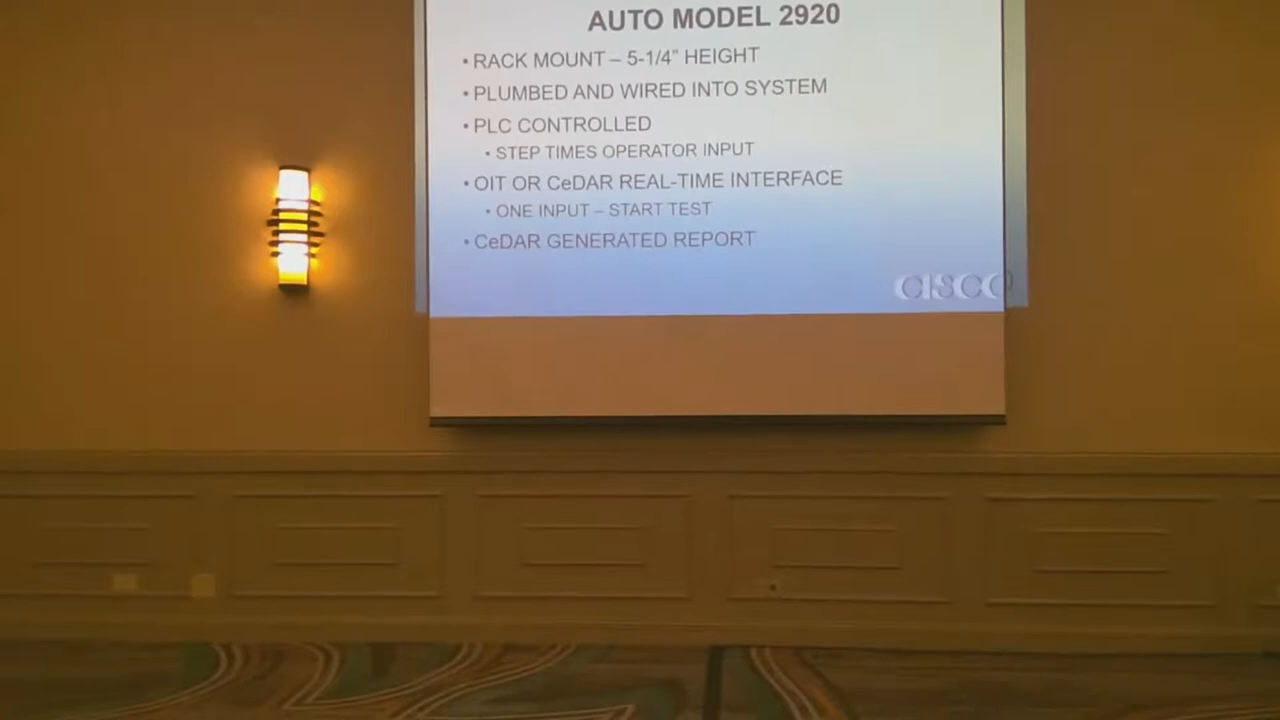 AUTO MODEL 2920
• RACK MOUNT – 5-1/4" HEIGHT
• PLUMBED AND WIRED INTO SYSTEM
• PLC CONTROLLED
• STEP TIMES OPERATOR INPUT
• OIT OR CeDAR REAL-TIME INTERFACE
• ONE INPUT – START TEST
• CeDAR GENERATED REPORT
CISCO